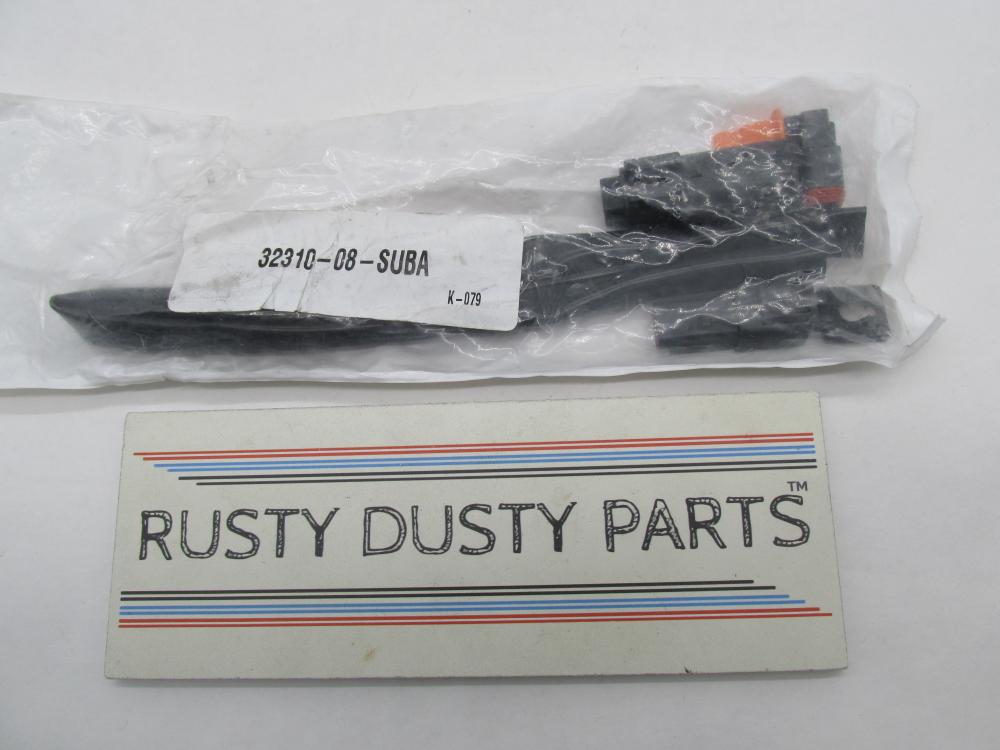 32310-08-SUBA
K-079
RUSTY DUSTY PARTS™